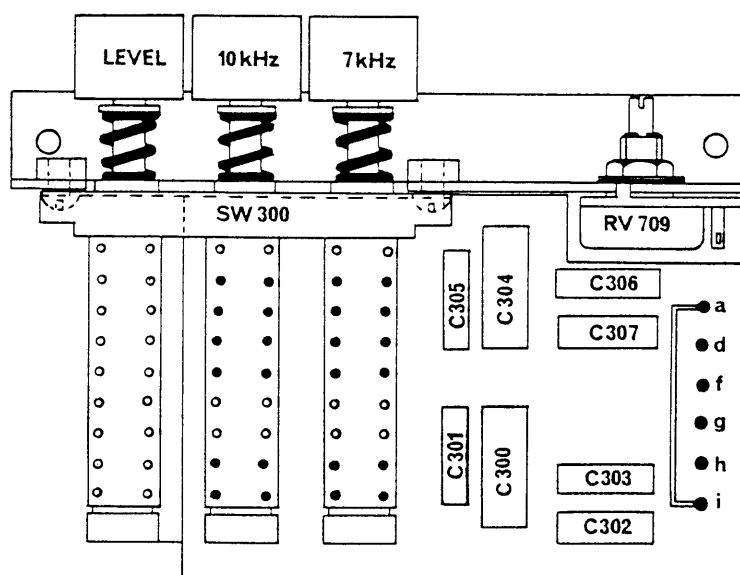 LEVEL
10kHz
7kHz
SW 300
RV 709
C305
C304
C306
C307
a
d
f
g
h
i
C301
C300
C303
C302